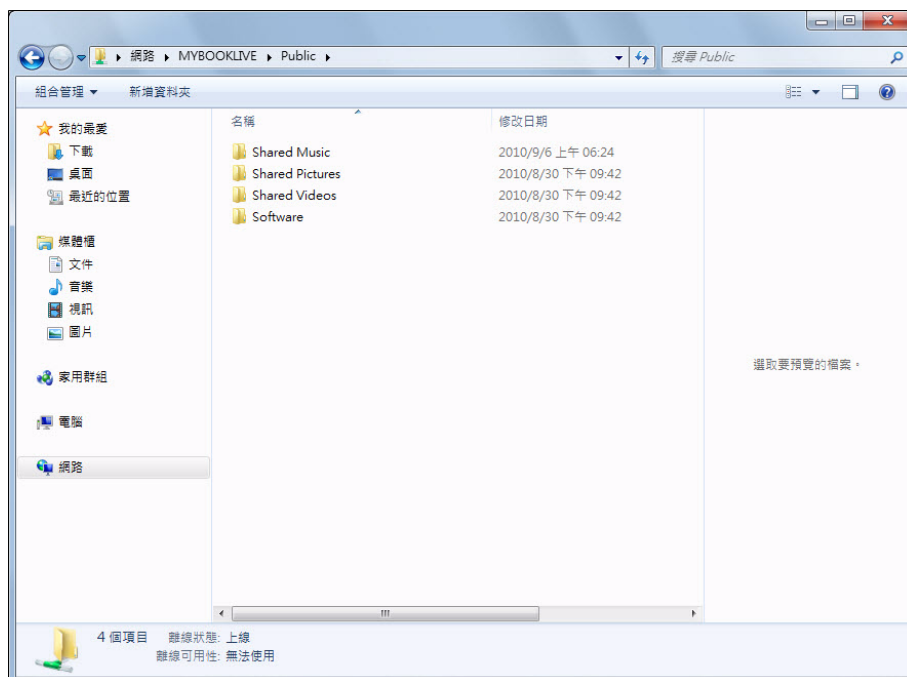 網路 MYBOOKLIVE Public 搜尋 Public
組合管理 新增資料夾
我的最愛
下載
桌面
最近的位置
媒體櫃
文件
音樂
視訊
圖片
家用群組
電腦
網路
名稱 修改日期
Shared Music 2010/9/6 上午 06:24
Shared Pictures 2010/8/30 下午 09:42
Shared Videos 2010/8/30 下午 09:42
Software 2010/8/30 下午 09:42
選取要預覽的檔案。
4 個項目 離線狀態: 上線
離線可用性: 無法使用